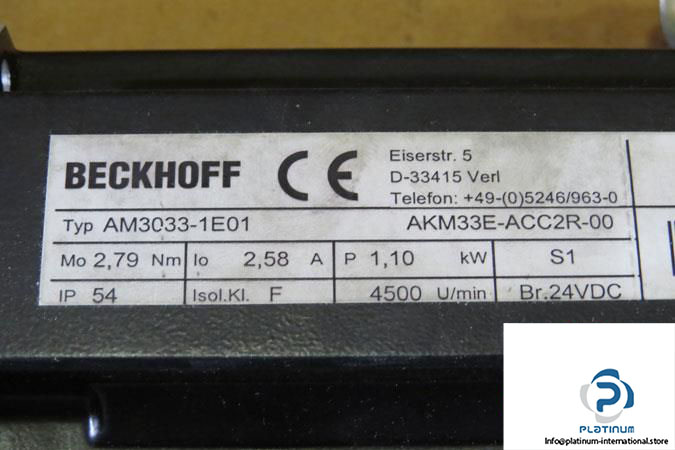 BECKHOFF CE
Eiserstr. 5
D-33415 Verl
Telefon: +49-(0)5246/963-0
Typ AM3033-1E01 AKM33E-ACC2R-00
Mo 2,79 Nm Io 2,58 A P 1,10 kW S1
IP 54 Isol.Kl. F 4500 U/min Br.24VDC
PLATINUM
Info@platinum-international.store